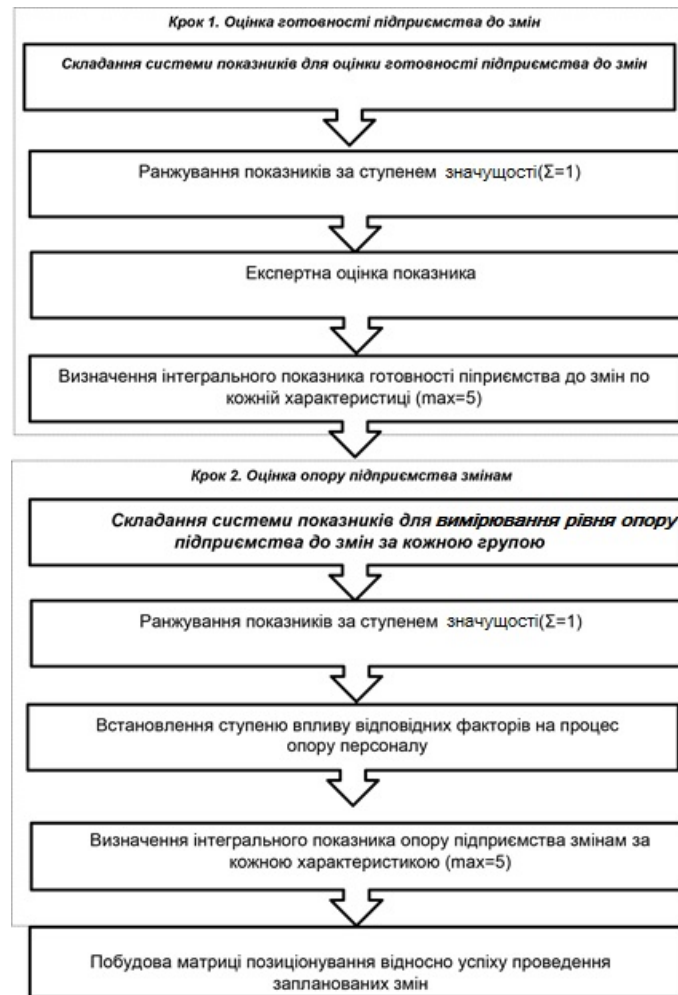 Крок 1. Оцінка готовності підприємства до змін
Складання системи показників для оцінки готовності підприємства до змін
Ранжування показників за ступенем значущості(Σ=1)
Експертна оцінка показника
Визначення інтегрального показника готовності піприємства до змін по
кожній характеристиці (max=5)
Крок 2. Оцінка опору підприємства змінам
Складання системи показників для вимірювання рівня опору
підприємства до змін за кожною групою
Ранжування показників за ступенем значущості(Σ=1)
Встановлення ступеню впливу відповідних факторів на процес
опору персоналу
Визначення інтегрального показника опору підприємства змінам за
кожною характеристикою (max=5)
Побудова матриці позиціонування відносно успіху проведення
запланованих змін